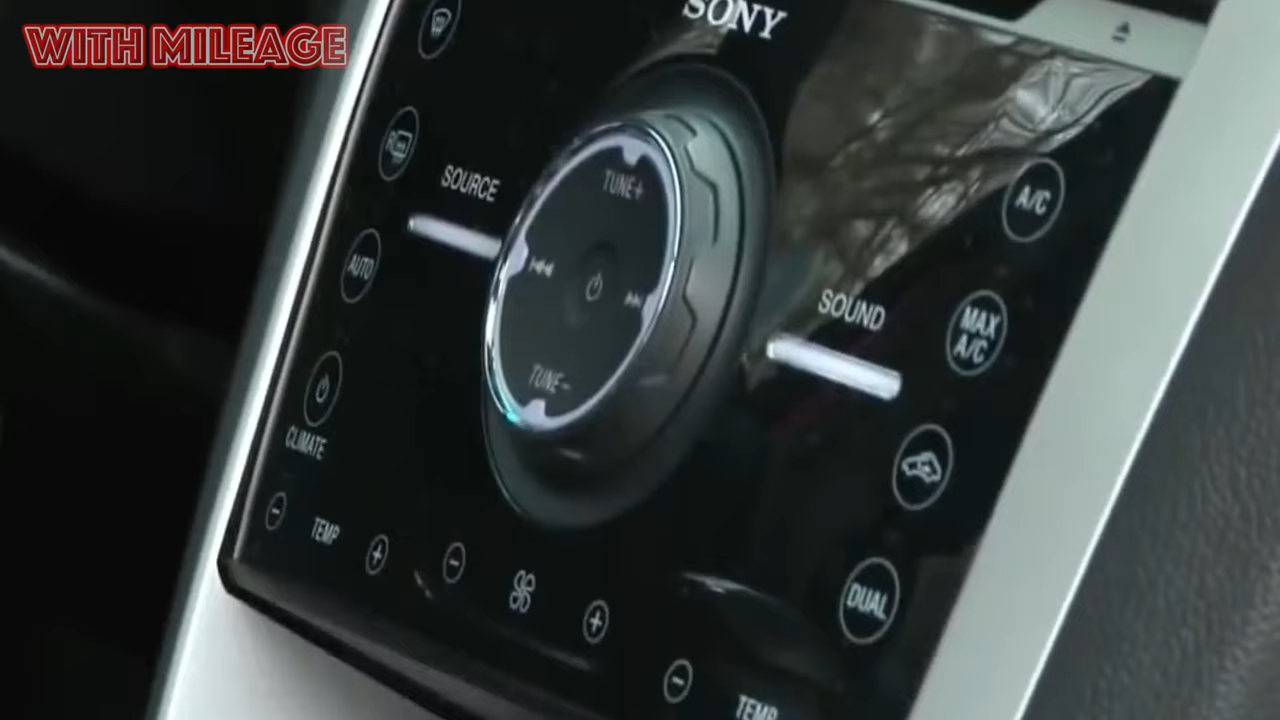 WITH MILEAGE
SONY
R
SOURCE
TUNE+
A/C
AUTO
SOUND
MAX
A/C
TUNE-
CLIMATE
TEMP
DUAL
TEMP